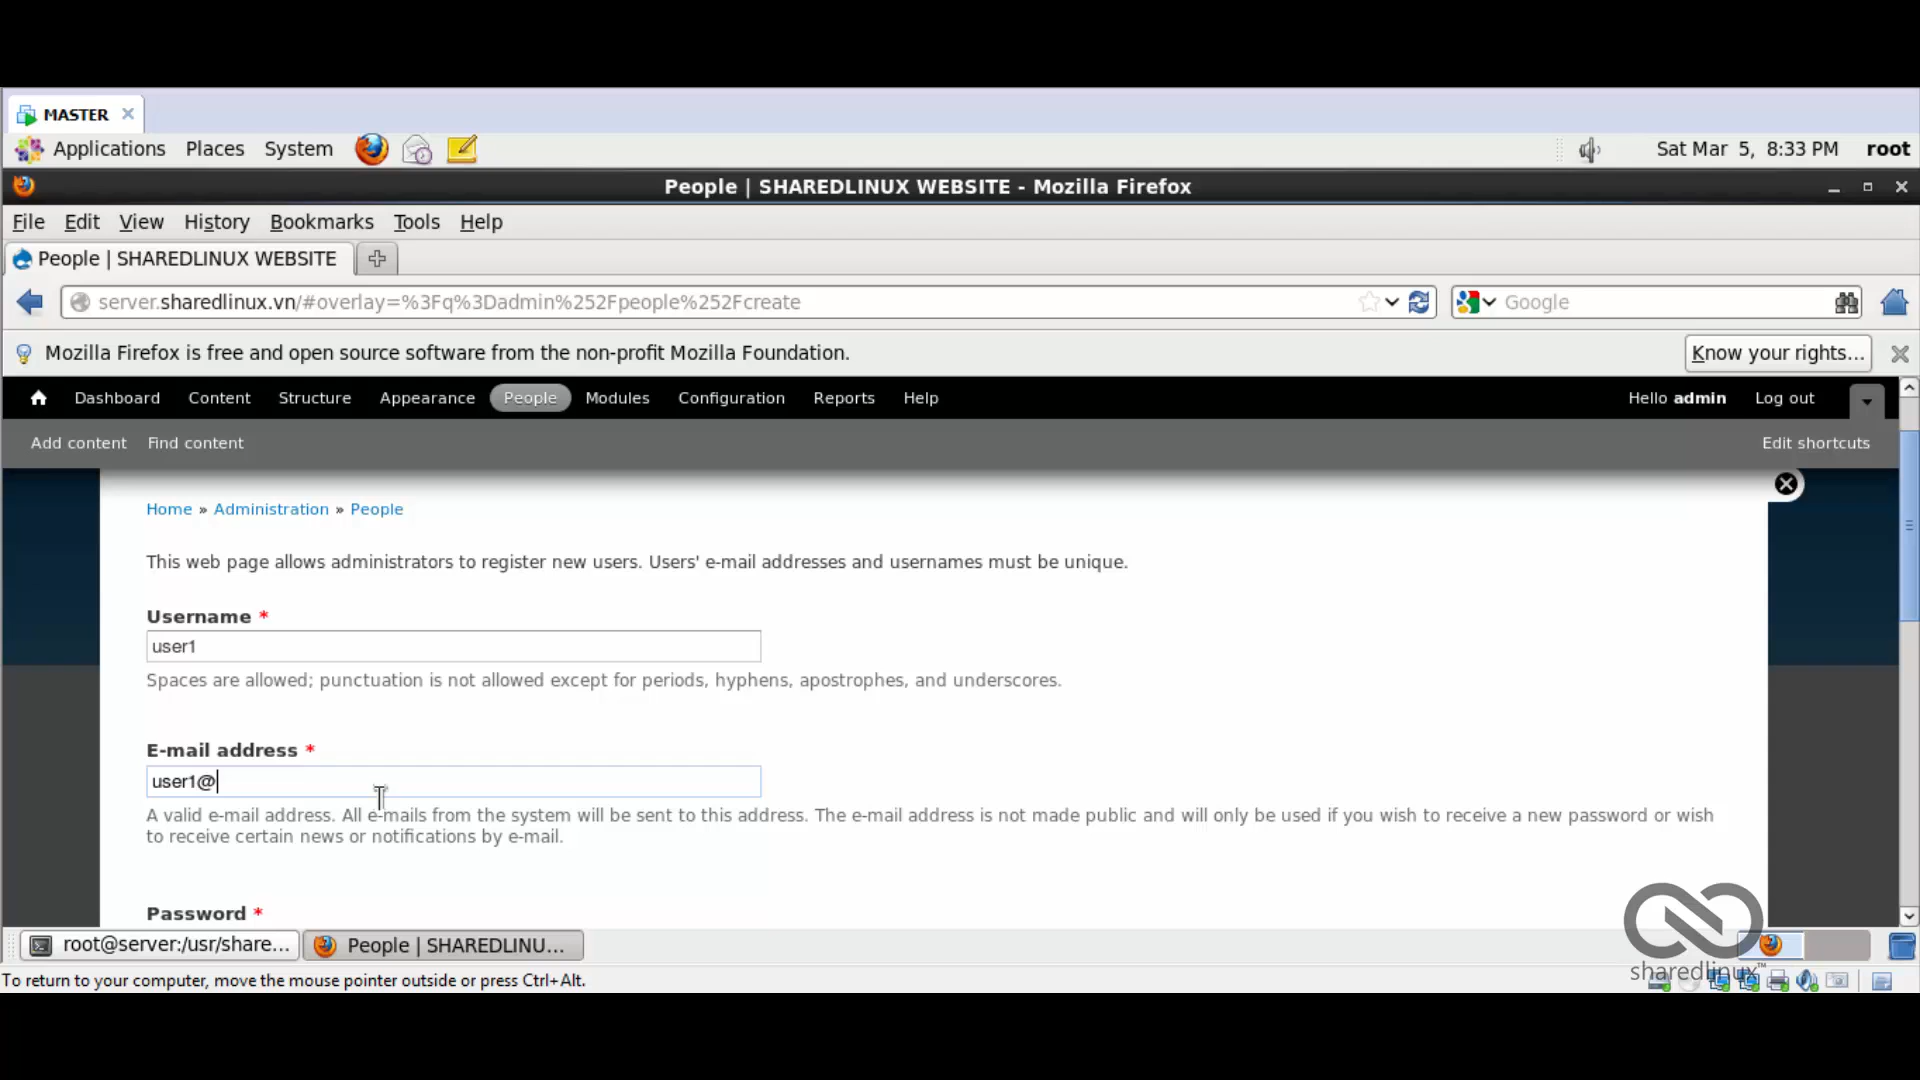 MASTER
Applications Places System Sat Mar 5, 8:33 PM root
People | SHAREDLINUX WEBSITE - Mozilla Firefox
File Edit View History Bookmarks Tools Help
People | SHAREDLINUX WEBSITE
server.sharedlinux.vn/#overlay=%3Fq%3Dadmin%252Fpeople%252Fcreate Google
Mozilla Firefox is free and open source software from the non-profit Mozilla Foundation. Know your rights...
Dashboard Content Structure Appearance People Modules Configuration Reports Help Hello admin Log out
Add content Find content Edit shortcuts
Home » Administration » People
This web page allows administrators to register new users. Users' e-mail addresses and usernames must be unique.
Username *
user1
Spaces are allowed; punctuation is not allowed except for periods, hyphens, apostrophes, and underscores.
E-mail address *
user1@
A valid e-mail address. All e-mails from the system will be sent to this address. The e-mail address is not made public and will only be used if you wish to receive a new password or wish
to receive certain news or notifications by e-mail.
Password *
root@server:/usr/share... People | SHAREDLINU...
sharedlinux™
To return to your computer, move the mouse pointer outside or press Ctrl+Alt.